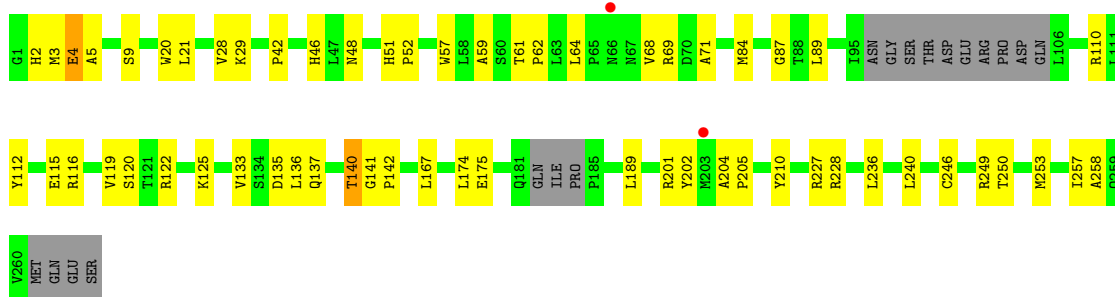 G1 H2 M3 E4 A5 S9 W20 L21 V28 K29 P42 H46 L47 N48 H51 P52 W57 L58 A59 S60 T61 P62 L63 L64 P65 N66 N67 V68 R69 D70 A71 M84 G87 T88 L89 I95 ASN GLY SER THR ASP GLU ARG PRO ASP GLN L106 R110 L111
Y112 E115 R116 V119 S120 T121 R122 K125 V133 S134 D135 L136 Q137 T140 G141 P142 L167 L174 E175 Q181 GLN ILE PRO P185 L189 R201 Y202 M203 A204 P205 Y210 R227 R228 L236 L240 C246 R249 T250 M253 I257 A258 R259
V260 MET GLN GLU SER